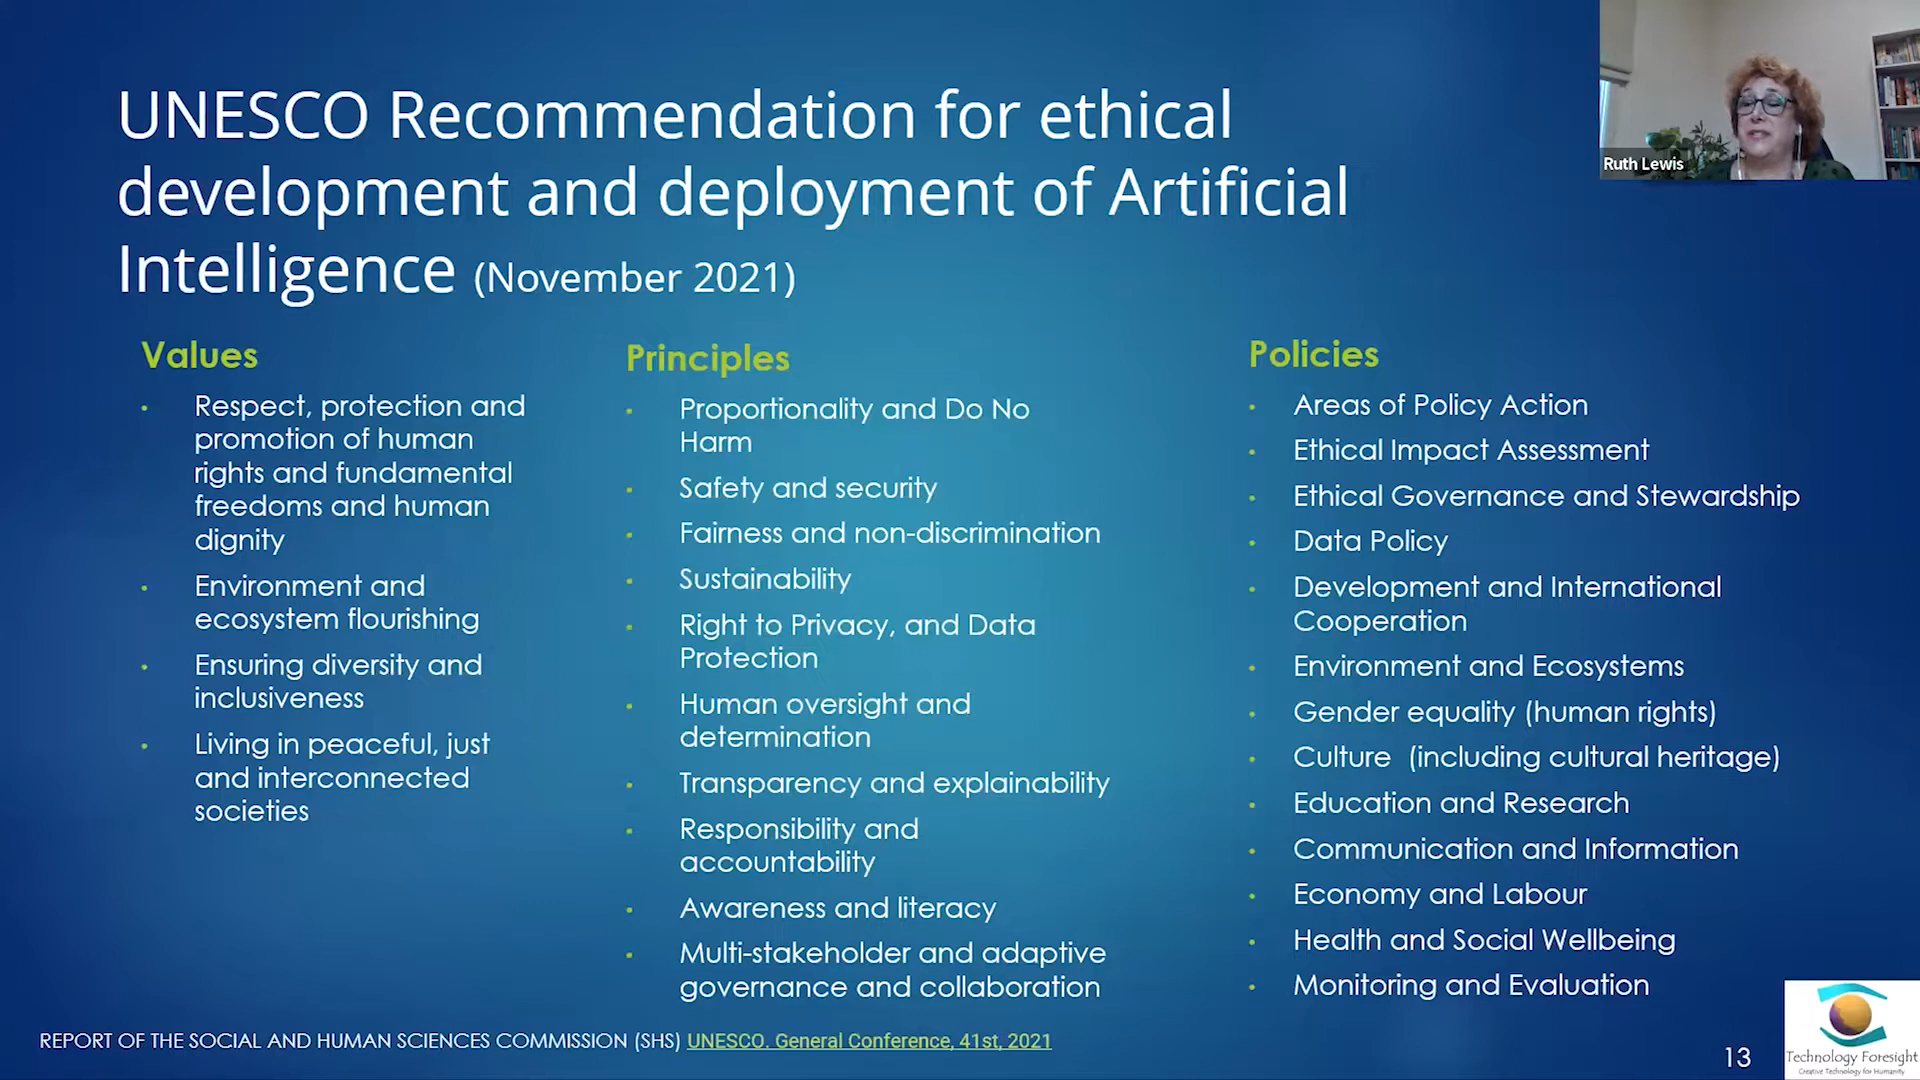 UNESCO Recommendation for ethical
development and deployment of Artificial
Intelligence (November 2021)
Ruth Lewis
Values
• Respect, protection and
promotion of human
rights and fundamental
freedoms and human
dignity
• Environment and
ecosystem flourishing
• Ensuring diversity and
inclusiveness
• Living in peaceful, just
and interconnected
societies
Principles
• Proportionality and Do No
Harm
• Safety and security
• Fairness and non-discrimination
• Sustainability
• Right to Privacy, and Data
Protection
• Human oversight and
determination
• Transparency and explainability
• Responsibility and
accountability
• Awareness and literacy
• Multi-stakeholder and adaptive
governance and collaboration
Policies
• Areas of Policy Action
• Ethical Impact Assessment
• Ethical Governance and Stewardship
• Data Policy
• Development and International
Cooperation
• Environment and Ecosystems
• Gender equality (human rights)
• Culture (including cultural heritage)
• Education and Research
• Communication and Information
• Economy and Labour
• Health and Social Wellbeing
• Monitoring and Evaluation
REPORT OF THE SOCIAL AND HUMAN SCIENCES COMMISSION (SHS) UNESCO. General Conference, 41st, 2021
13
Technology Foresight
Creative Technology for Humanity